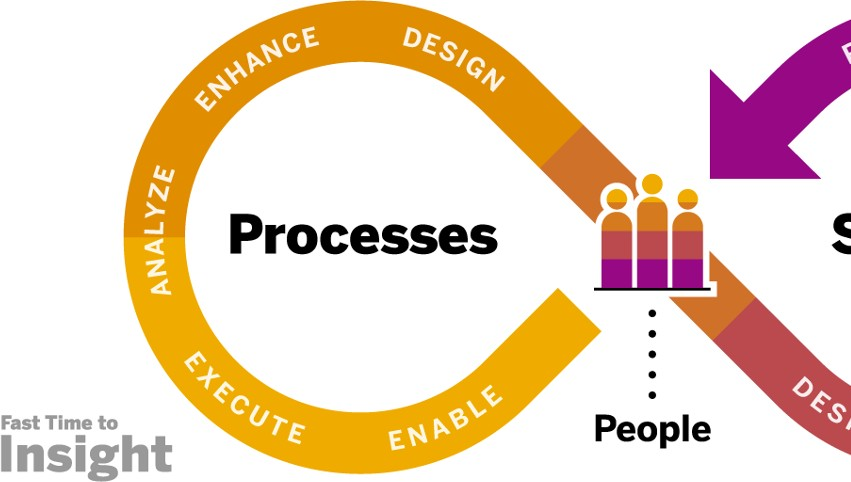 ENHANCE
DESIGN
ANALYZE
Processes
EXECUTE
ENABLE
People
Fast Time to
Insight